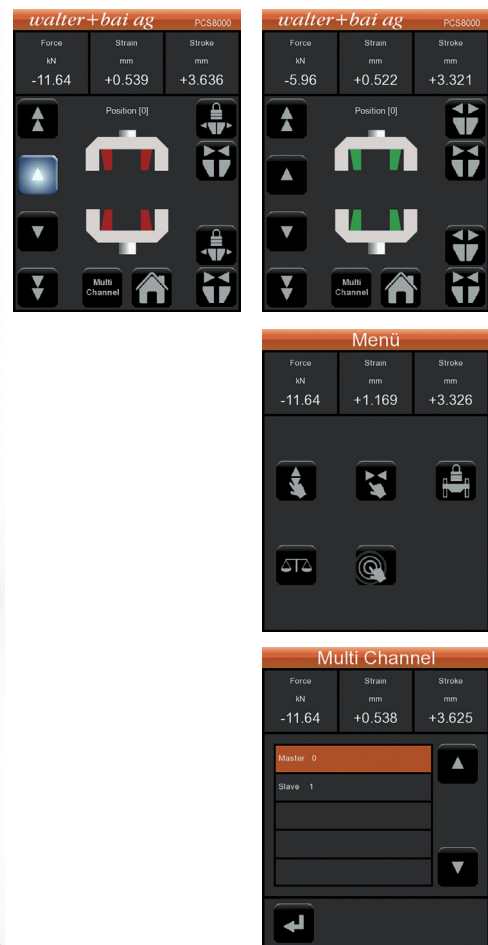 walter+bai ag PCS8000
Force Strain Stroke
kN mm mm
-11.64 +0.539 +3.636
Position [0]
Multi
Channel
walter+bai ag PCS8000
Force Strain Stroke
kN mm mm
-5.96 +0.522 +3.321
Position [0]
Multi
Channel
Menü
Force Strain Stroke
kN mm mm
-11.64 +1.169 +3.326
Multi Channel
Force Strain Stroke
kN mm mm
-11.64 +0.538 +3.625
Master 0
Slave 1